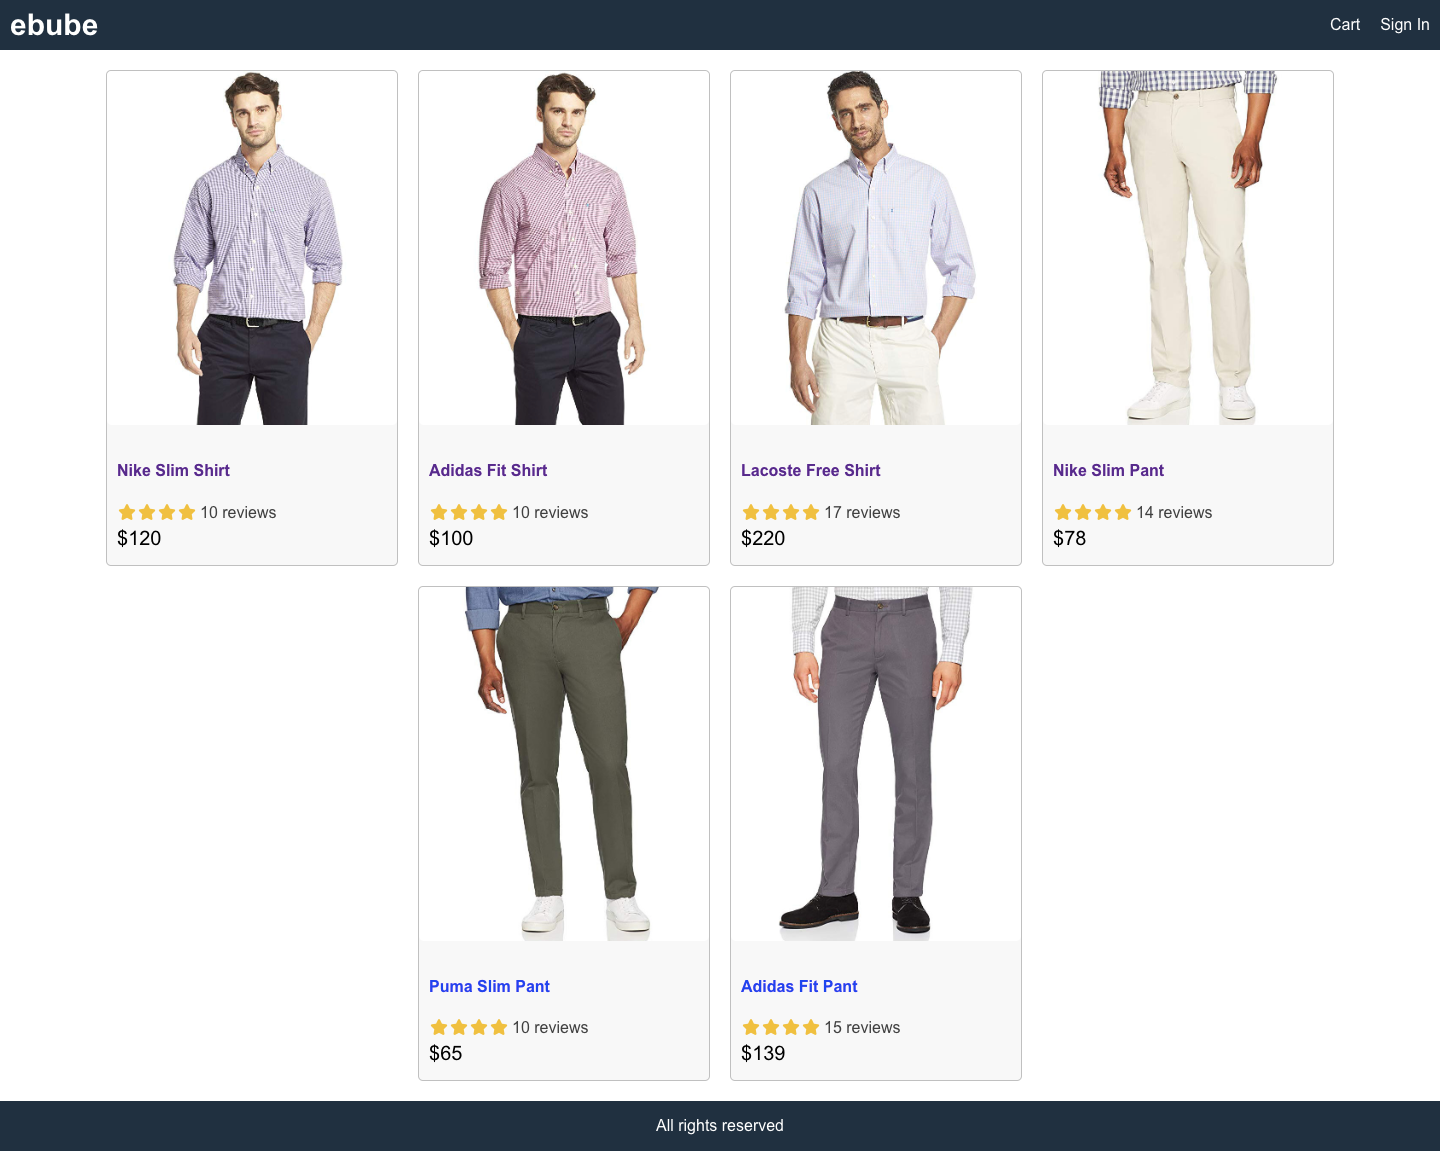 ebube
Cart
Sign In
Nike Slim Shirt
10 reviews
$120
Adidas Fit Shirt
10 reviews
$100
Lacoste Free Shirt
17 reviews
$220
Nike Slim Pant
14 reviews
$78
Puma Slim Pant
10 reviews
$65
Adidas Fit Pant
15 reviews
$139
All rights reserved